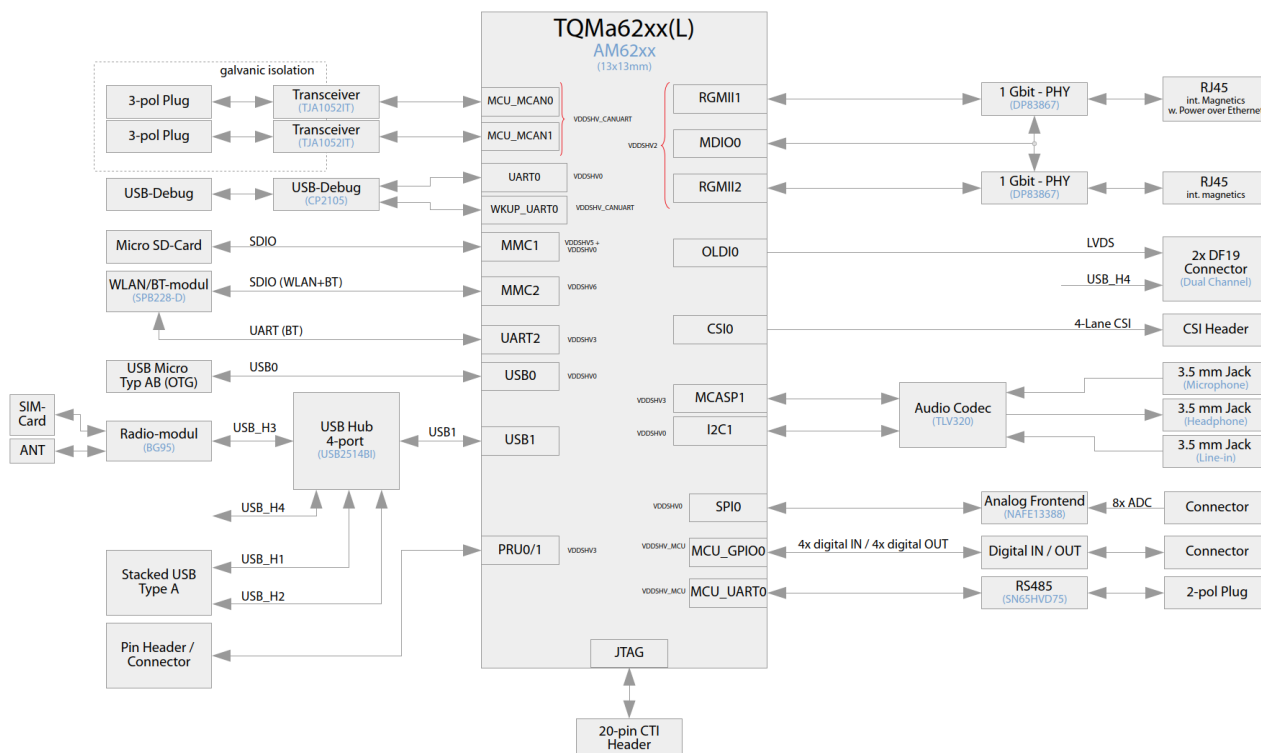 TQMa62xx(L)
AM62xx
(13x13mm)
galvanic isolation
3-pol Plug
Transceiver
(TJA1052IT)
MCU_MCAN0
3-pol Plug
Transceiver
(TJA1052IT)
MCU_MCAN1
VDDSHV_CANUART
USB-Debug
USB-Debug
(CP2105)
UART0
VDDSHV0
WKUP_UART0
VDDSHV_CANUART
Micro SD-Card
SDIO
MMC1
VDDSHV5 +
VDDSHV0
WLAN/BT-modul
(SPB228-D)
SDIO (WLAN+BT)
MMC2
VDDSHV6
UART (BT)
UART2
VDDSHV3
USB Micro
Typ AB (OTG)
USB0
USB0
VDDSHV0
SIM-
Card
ANT
Radio-modul
(BG95)
USB_H3
USB Hub
4-port
(USB2514BI)
USB1
USB1
USB_H4
Stacked USB
Type A
USB_H1
USB_H2
PRU0/1
VDDSHV3
Pin Header /
Connector
JTAG
20-pin CTI
Header
VDDSHV2
RGMII1
1 Gbit - PHY
(DP83867)
RJ45
int. Magnetics
w. Power over Ethernet
MDIO0
RGMII2
1 Gbit - PHY
(DP83867)
RJ45
int. magnetics
OLDI0
LVDS
USB_H4
2x DF19
Connector
(Dual Channel)
CSI0
4-Lane CSI
CSI Header
VDDSHV3
MCASP1
VDDSHV0
I2C1
Audio Codec
(TLV320)
3.5 mm Jack
(Microphone)
3.5 mm Jack
(Headphone)
3.5 mm Jack
(Line-in)
VDDSHV0
SPI0
Analog Frontend
(NAFE13388)
8x ADC
Connector
VDDSHV_MCU
MCU_GPIO0
4x digital IN / 4x digital OUT
Digital IN / OUT
Connector
VDDSHV_MCU
MCU_UART0
RS485
(SN65HVD75)
2-pol Plug